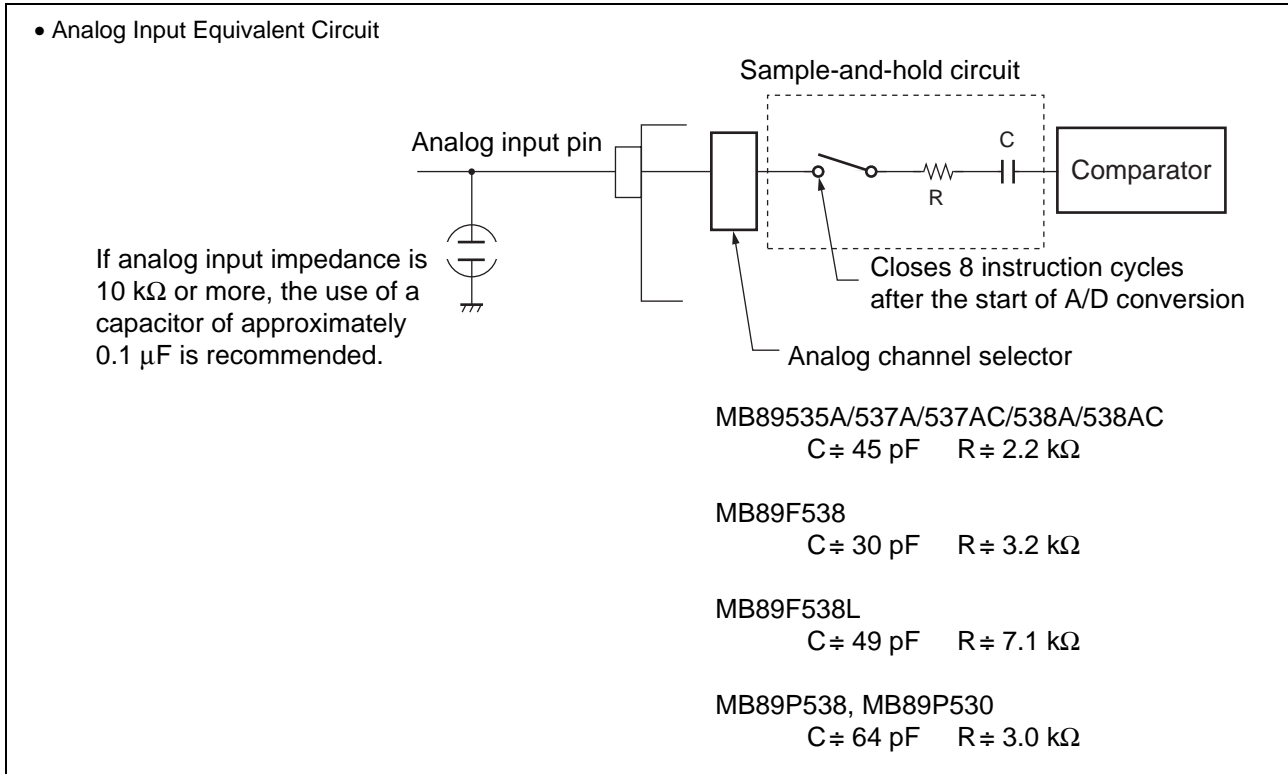 • Analog Input Equivalent Circuit
Sample-and-hold circuit
Analog input pin
C
R
Comparator
If analog input impedance is
10 kΩ or more, the use of a
capacitor of approximately
0.1 μF is recommended.
Closes 8 instruction cycles
after the start of A/D conversion
Analog channel selector
MB89535A/537A/537AC/538A/538AC
C ≑ 45 pF R ≑ 2.2 kΩ
MB89F538
C ≑ 30 pF R ≑ 3.2 kΩ
MB89F538L
C ≑ 49 pF R ≑ 7.1 kΩ
MB89P538, MB89P530
C ≑ 64 pF R ≑ 3.0 kΩ